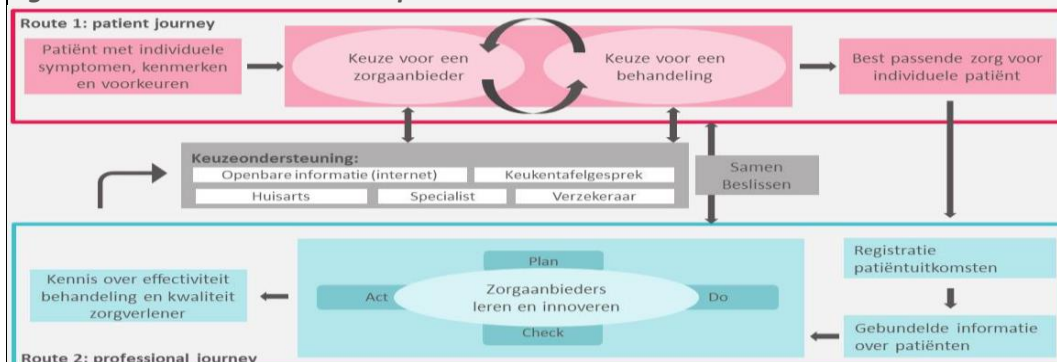 Route 1: patient journey
Patiënt met individuele
symptomen, kenmerken
en voorkeuren
Keuze voor een
zorgaanbieder
Keuze voor een
behandeling
Best passende zorg voor
individuele patiënt
Keuzeondersteuning:
Openbare informatie (internet)
Keukentafelgesprek
Huisarts
Specialist
Verzekeraar
Samen
Beslissen
Kennis over effectiviteit
behandeling en kwaliteit
zorgverlener
Plan
Act
Zorgaanbieders
leren en innoveren
Do
Check
Registratie
patiëntuitkomsten
Gebundelde informatie
over patiënten
Route 2: professional journey